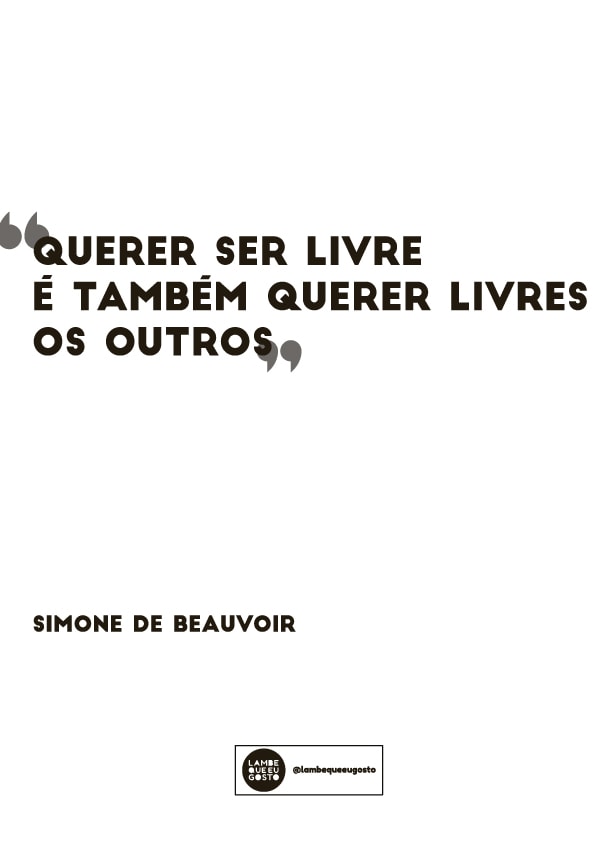 “QUERER SER LIVRE
É TAMBÉM QUERER LIVRES
OS OUTROS”
SIMONE DE BEAUVOIR
LAMBE
QUE EU
GOSTO
@lambequeeugosto